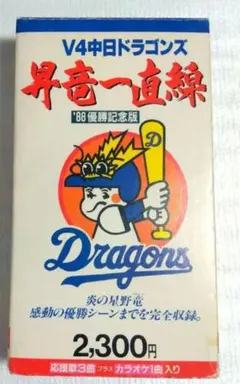 V4中日ドラゴンズ
昇竜一直線
'88優勝記念版
D
Dragons
炎の星野竜
感動の優勝シーンまでを完全収録。
2,300円
応援歌3曲プラスカラオケ1曲入り